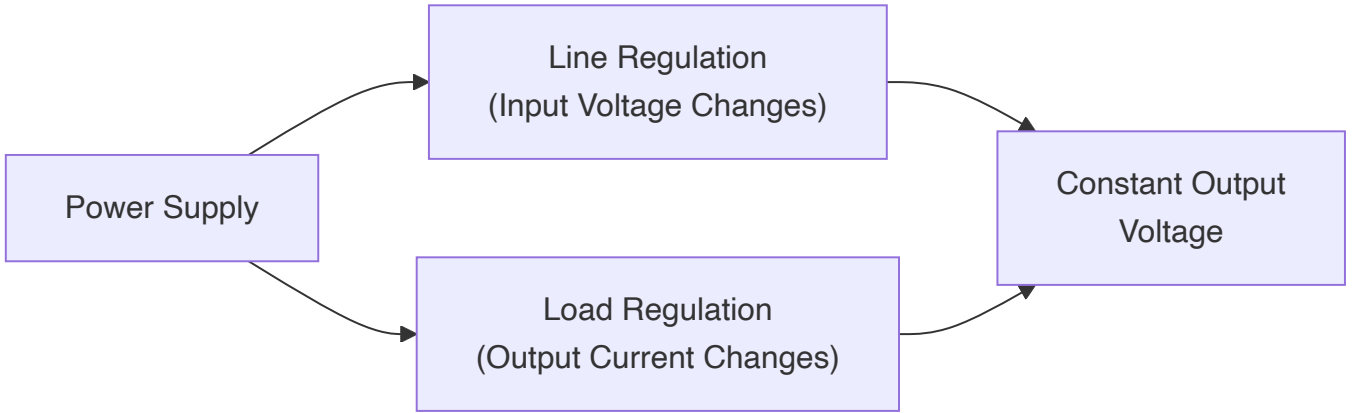 Power Supply
Line Regulation
(Input Voltage Changes)
Load Regulation
(Output Current Changes)
Constant Output
Voltage